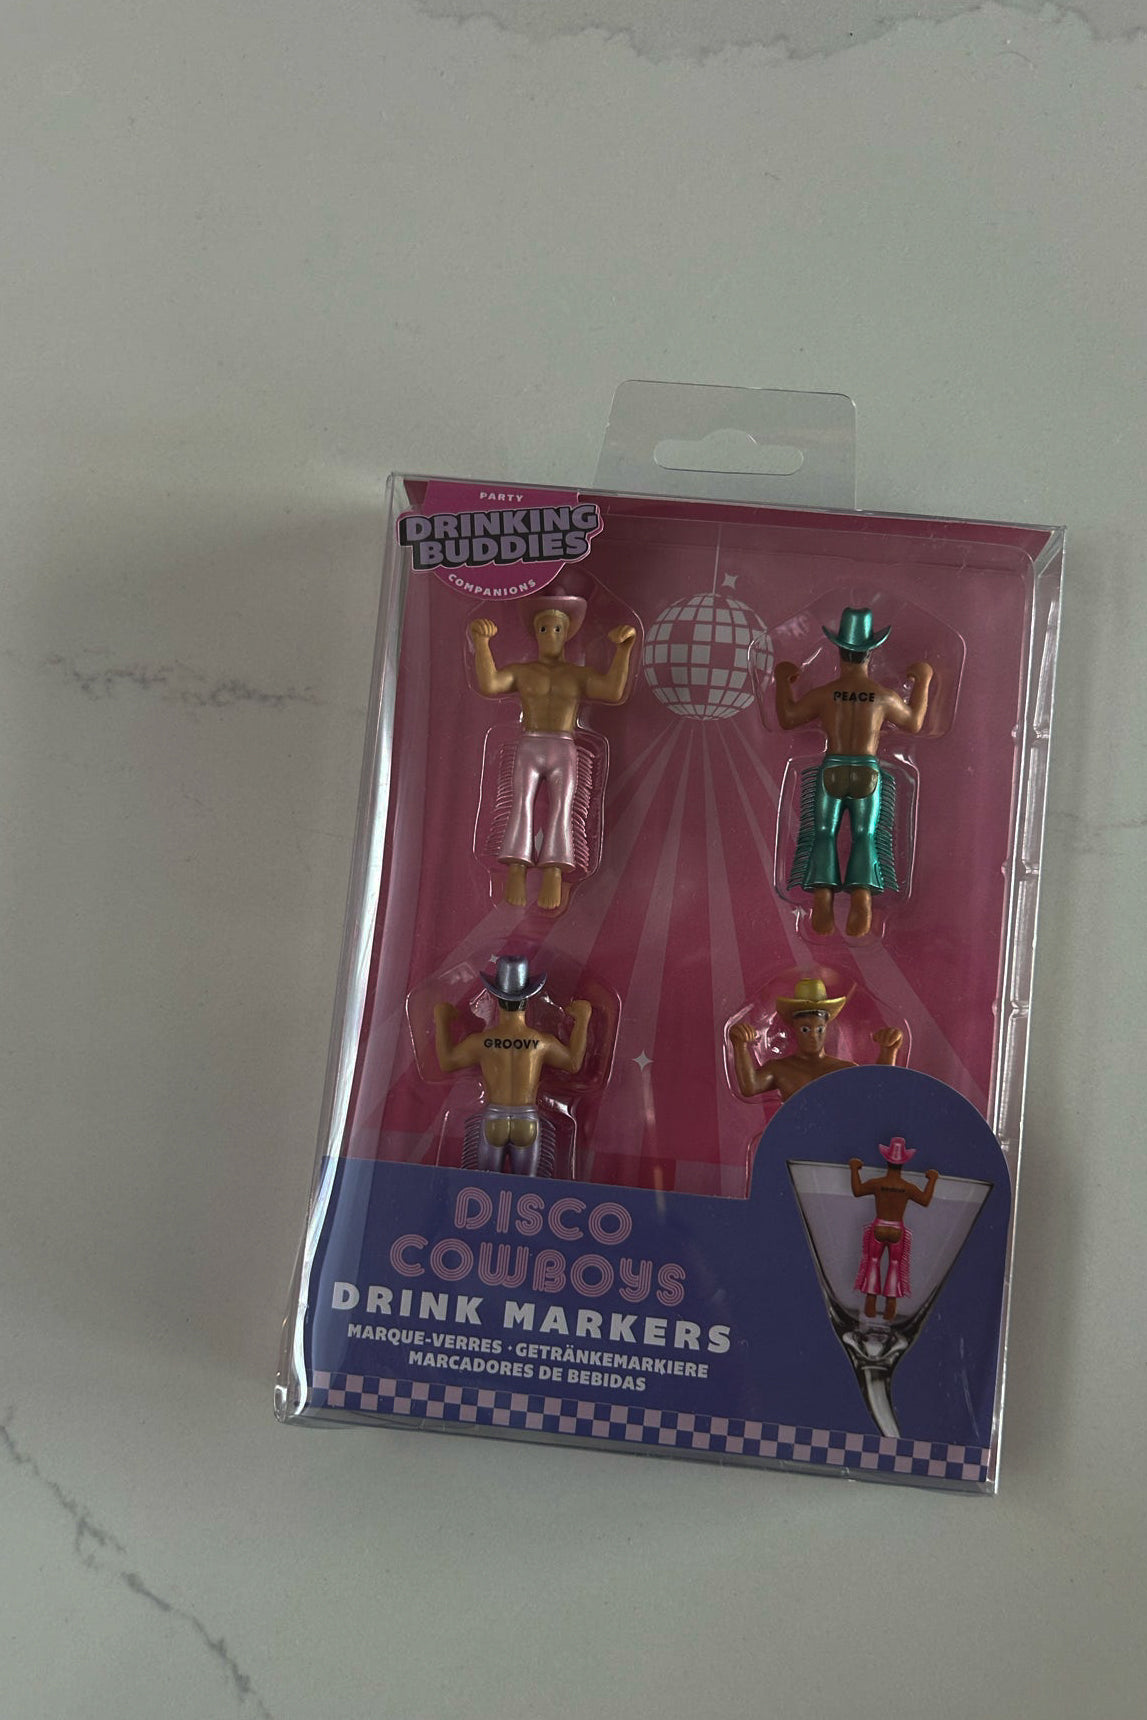 PARTY
DRINKING
BUDDIES
COMPANIONS
PEACE
GROOVY
DISCO
COWBOYS
DRINK MARKERS
MARQUE-VERRES · GETRÄNKEMARKIERE
MARCADORES DE BEBIDAS